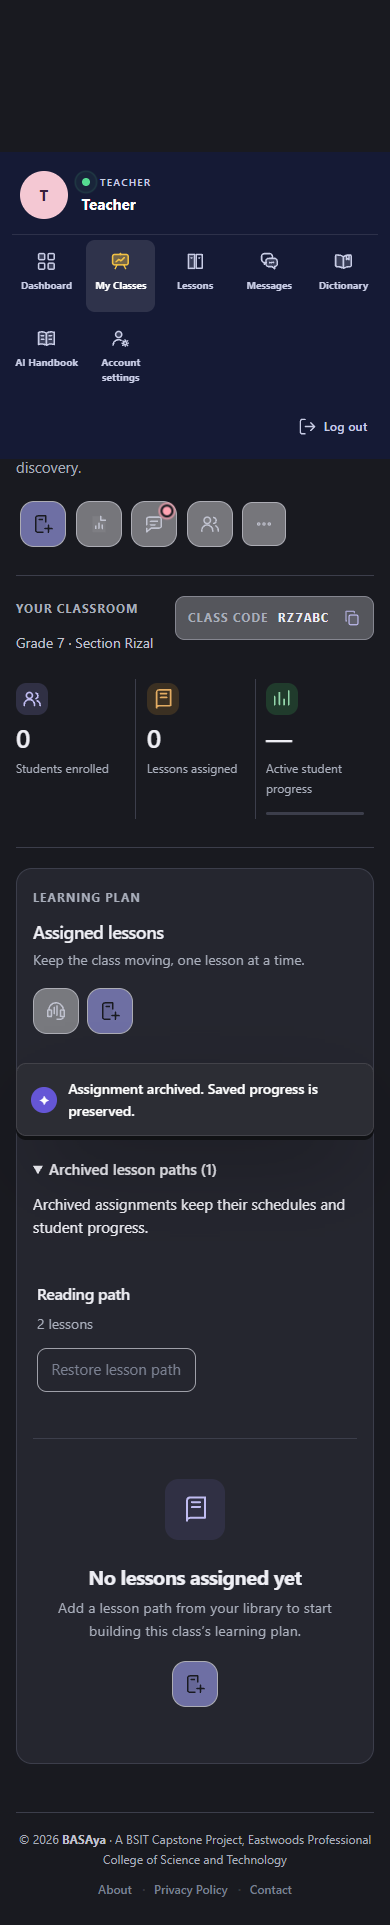 T
TEACHER
Teacher
Dashboard
My Classes
Lessons
Messages
Dictionary
AI Handbook
Account
settings
Log out
discovery.
YOUR CLASSROOM
CLASS CODE RZ7ABC
Grade 7 · Section Rizal
0
Students enrolled
0
Lessons assigned
—
Active student
progress
LEARNING PLAN
Assigned lessons
Keep the class moving, one lesson at a time.
Assignment archived. Saved progress is
preserved.
▼ Archived lesson paths (1)
Archived assignments keep their schedules and
student progress.
Reading path
2 lessons
Restore lesson path
No lessons assigned yet
Add a lesson path from your library to start
building this class's learning plan.
© 2026 BASAya · A BSIT Capstone Project, Eastwoods Professional
College of Science and Technology
About · Privacy Policy · Contact